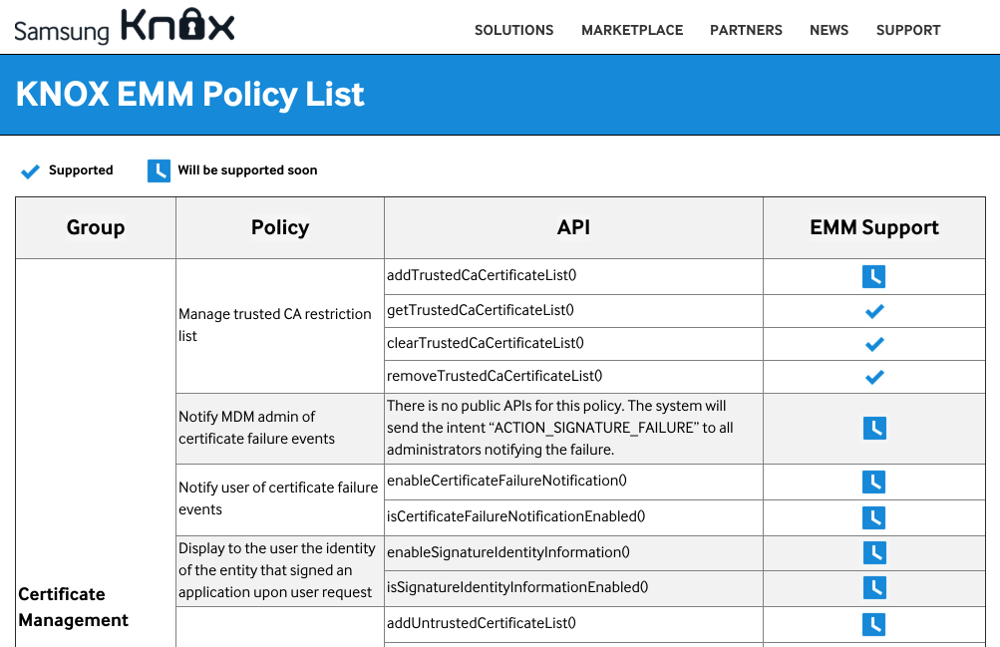 Samsung Knox
SOLUTIONS MARKETPLACE PARTNERS NEWS SUPPORT
KNOX EMM Policy List
Supported Will be supported soon
Group Policy API EMM Support
Certificate
Management
Manage trusted CA restriction
list
addTrustedCaCertificateList()
getTrustedCaCertificateList()
clearTrustedCaCertificateList()
removeTrustedCaCertificateList()
Notify MDM admin of
certificate failure events
There is no public APIs for this policy. The system will
send the intent “ACTION_SIGNATURE_FAILURE” to all
administrators notifying the failure.
Notify user of certificate failure
events
enableCertificateFailureNotification()
isCertificateFailureNotificationEnabled()
Display to the user the identity
of the entity that signed an
application upon user request
enableSignatureIdentityInformation()
isSignatureIdentityInformationEnabled()
addUntrustedCertificateList()